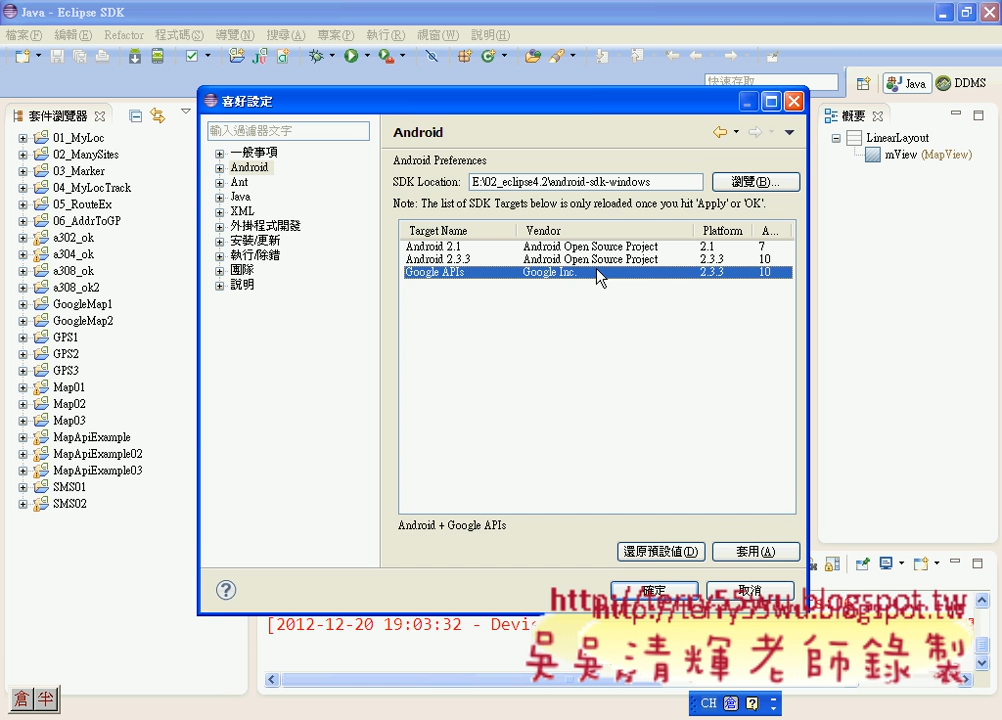 Java - Eclipse SDK
檔案(F) 編輯(E) Refactor 程式碼(S) 導覽(N) 搜尋(A) 專案(P) 執行(R) 視窗(W) 說明(H)
快速存取
Java
DDMS
套件瀏覽器
01_MyLoc
02_ManySites
03_Marker
04_MyLocTrack
05_RouteEx
06_AddrToGP
a302_ok
a304_ok
a308_ok
a308_ok2
GoogleMap1
GoogleMap2
GPS1
GPS2
GPS3
Map01
Map02
Map03
MapApiExample
MapApiExample02
MapApiExample03
SMS01
SMS02
喜好設定
輸入過濾器文字
一般事項
Android
Ant
Java
XML
外掛程式開發
安裝/更新
執行/除錯
團隊
說明
Android
Android Preferences
SDK Location: E:\02_eclipse4.2\android-sdk-windows 瀏覽(B)...
Note: The list of SDK Targets below is only reloaded once you hit 'Apply' or 'OK'.
Target Name Vendor Platform A...
Android 2.1 Android Open Source Project 2.1 7
Android 2.3.3 Android Open Source Project 2.3.3 10
Google APIs Google Inc. 2.3.3 10
Android + Google APIs
還原預設值(D) 套用(A)
確定 取消
概要
LinearLayout
mView (MapView)
[2012-12-20 19:03:32 - Devi
http://terry55wu.blogspot.tw
http://terry55wu.blogspot.tw
吳吳清輝老師錄製
倉 半
CH 倉